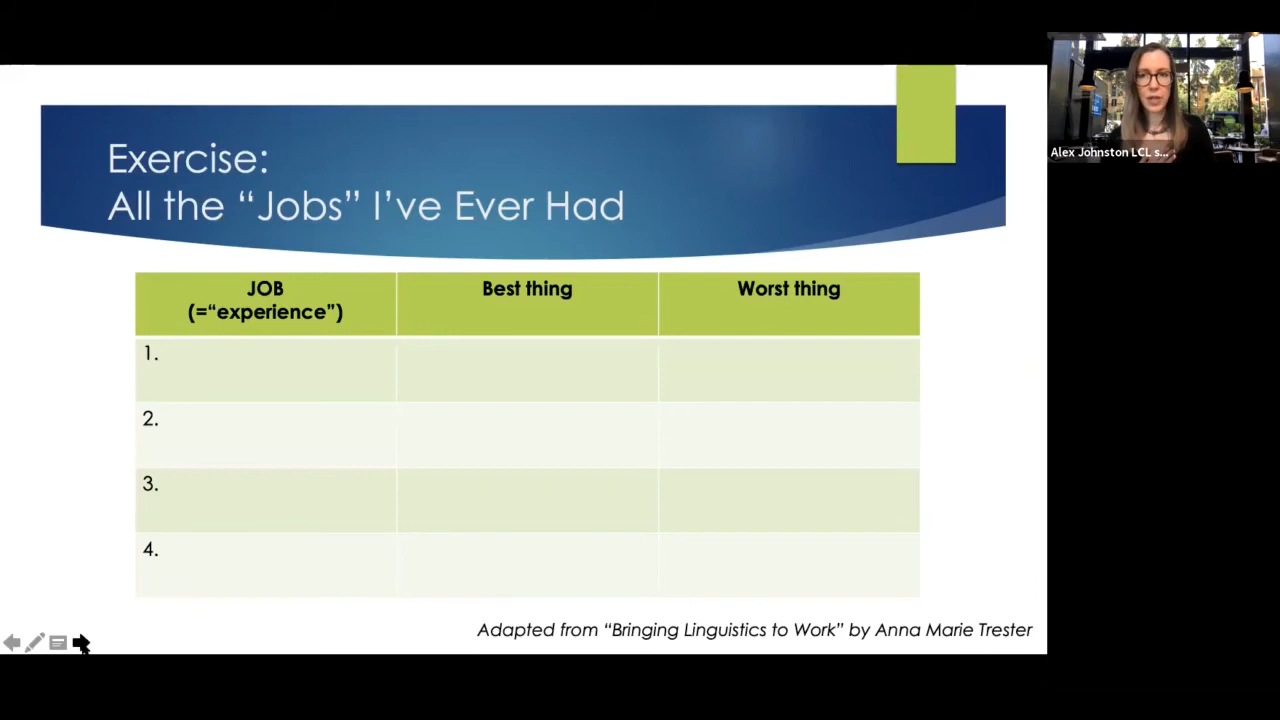 Exercise:
All the “Jobs” I’ve Ever Had
JOB
(=“experience”)
Best thing
Worst thing
1.
2.
3.
4.
Adapted from “Bringing Linguistics to Work” by Anna Marie Trester
Alex Johnston LCL s...